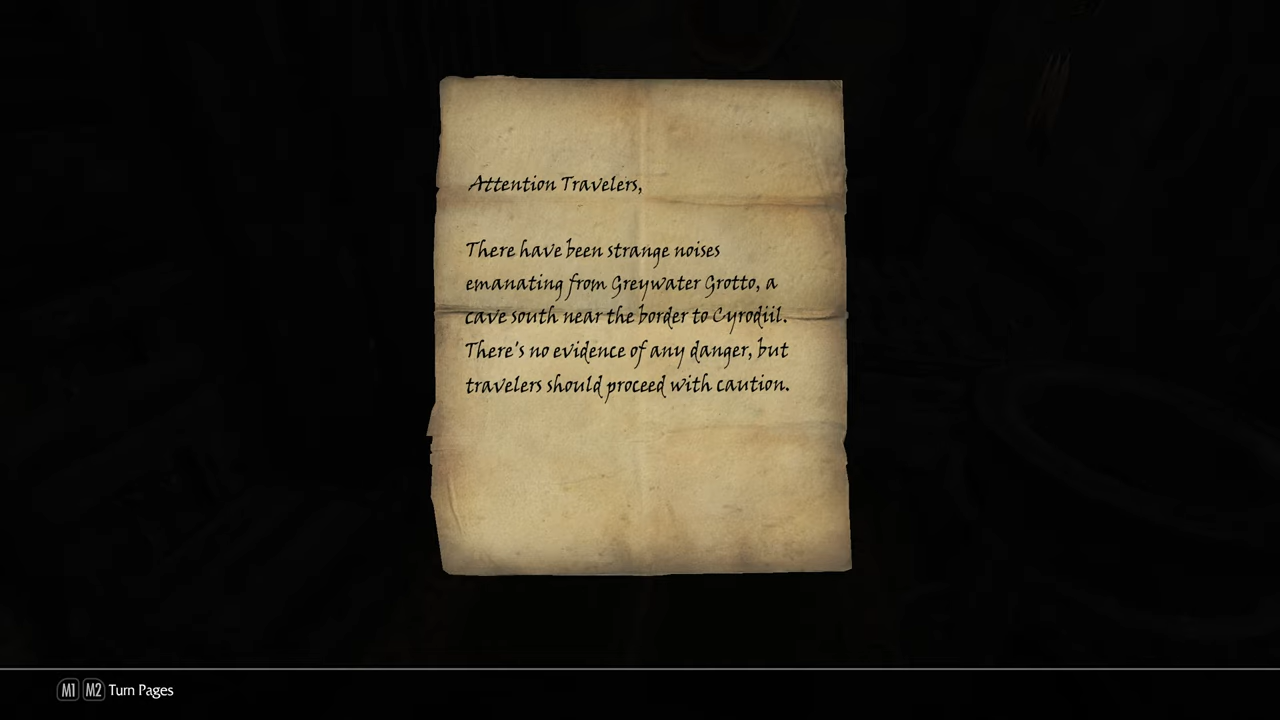 Attention Travelers,
There have been strange noises
emanating from Greywater Grotto, a
cave south near the border to Cyrodiil.
There's no evidence of any danger, but
travelers should proceed with caution.
M1 M2 Turn Pages